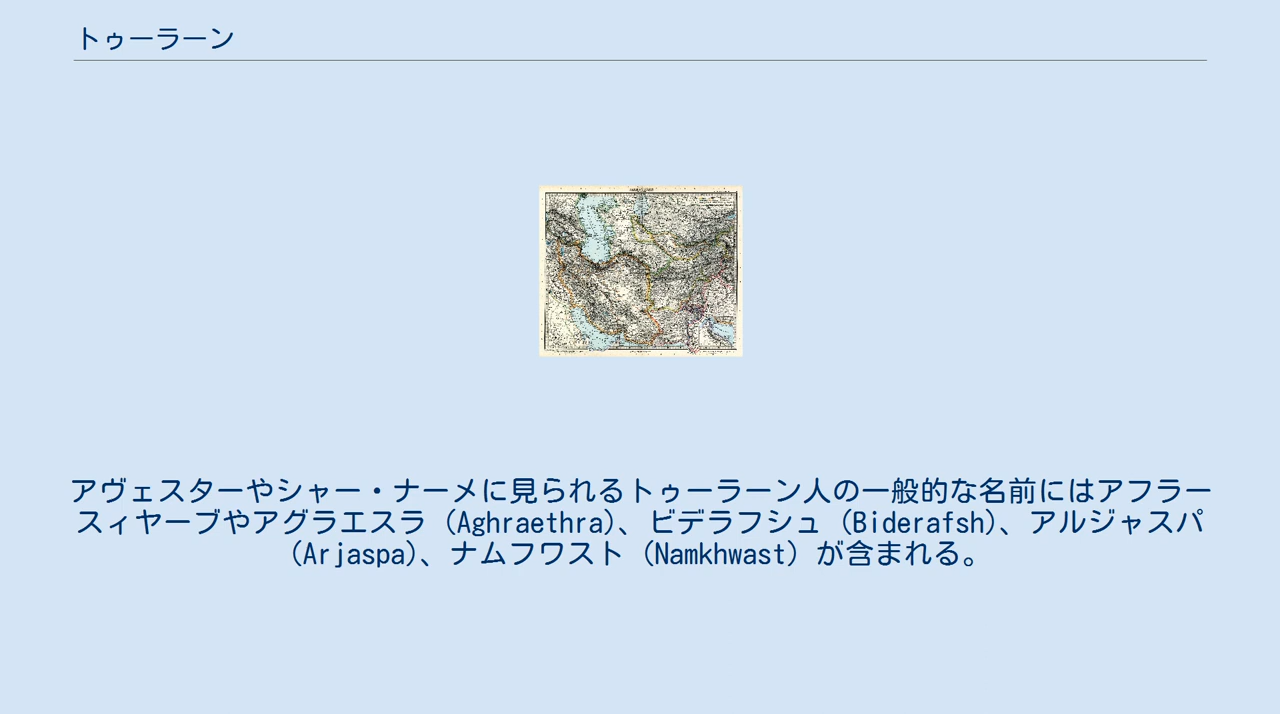 トゥーラーン
アヴェスターやシャー・ナーメに見られるトゥーラーン人の一般的な名前にはアフラー
スィヤーブやアグラエスラ（Aghraethra）、ビデラフシュ（Biderafsh）、アルジャスパ
（Arjaspa）、ナムフワスト（Namkhwast）が含まれる。